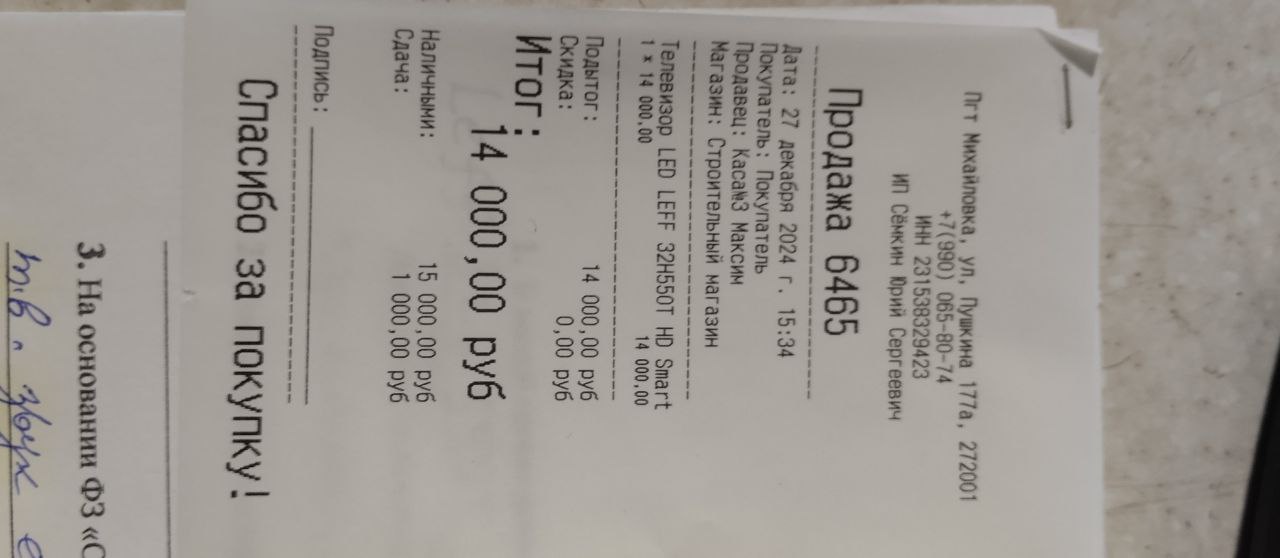 Пгт Михайловка, ул, Пушкина 177а, 272001
+7(990) 065-80-74
ИНН 231538329423
ИП Сёмкин Юрий Сергеевич
Продажа 6465
Дата: 27 декабря 2024 г. 15:34
Покупатель: Покупатель
Продавец: Каса№3 Максим
Магазин: Строительный магазин
Телевизор LED LEFF 32H550T HD Smart
1 × 14 000,00 14 000,00
Подытог: 14 000,00 руб
Скидка: 0,00 руб
Итог:
14 000,00 руб
Наличными: 15 000,00 руб
Сдача: 1 000,00 руб
Подпись:
Спасибо за покупку!
3. На основании ФЗ «
звук